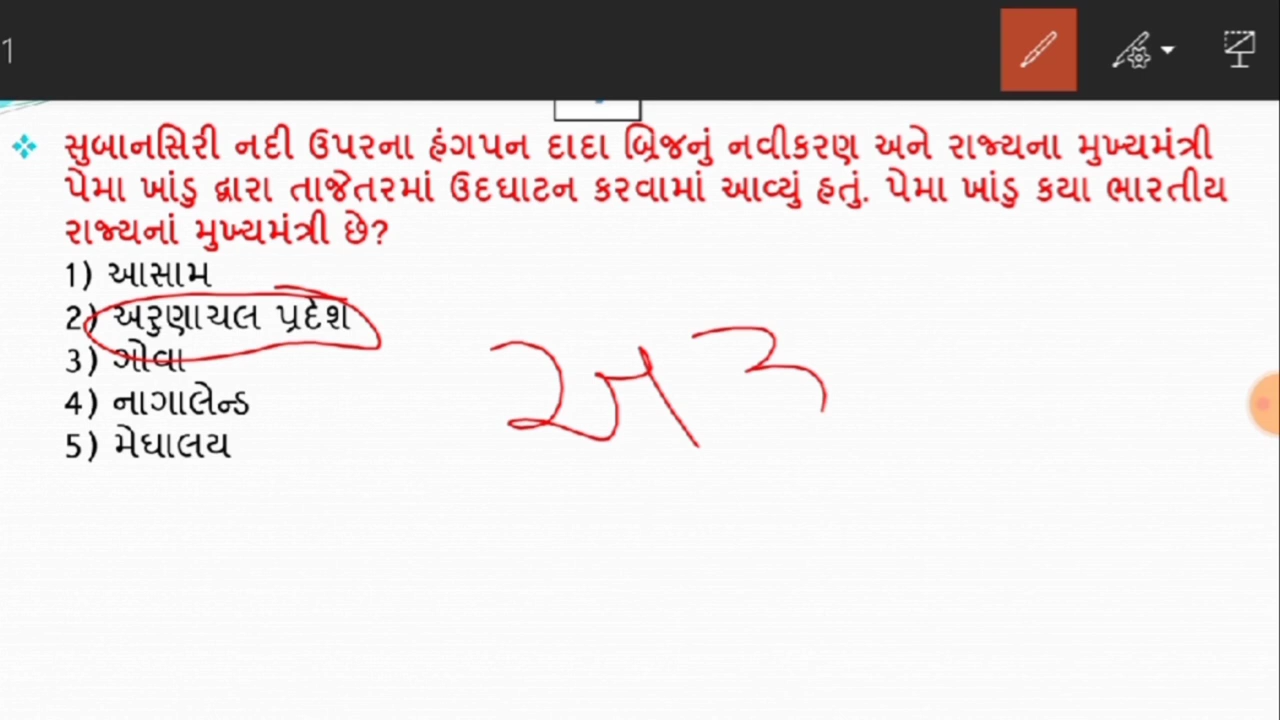 1
સુબાનસિરી નદી ઉપરના હંગપન દાદા બ્રિજનું નવીકરણ અને રાજ્યના મુખ્યમંત્રી
પેમા ખાંડુ દ્વારા તાજેતરમાં ઉદઘાટન કરવામાં આવ્યું હતું. પેમા ખાંડુ કયા ભારતીય
રાજ્યનાં મુખ્યમંત્રી છે?
1) આસામ
2) અરુણાચલ પ્રદેશ
3) ગોવા
4) નાગાલેન્ડ
5) મેઘાલય